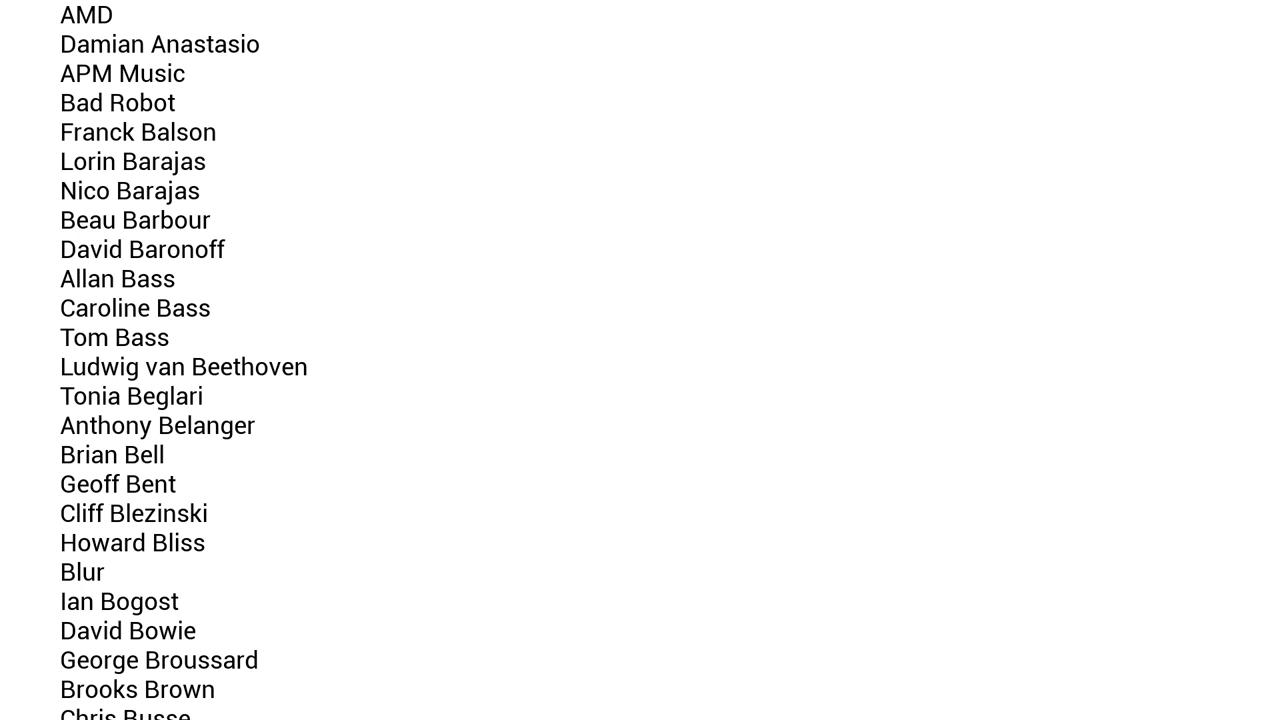 AMD
Damian Anastasio
APM Music
Bad Robot
Franck Balson
Lorin Barajas
Nico Barajas
Beau Barbour
David Baronoff
Allan Bass
Caroline Bass
Tom Bass
Ludwig van Beethoven
Tonia Beglari
Anthony Belanger
Brian Bell
Geoff Bent
Cliff Blezinski
Howard Bliss
Blur
Ian Bogost
David Bowie
George Broussard
Brooks Brown
Chris Busse